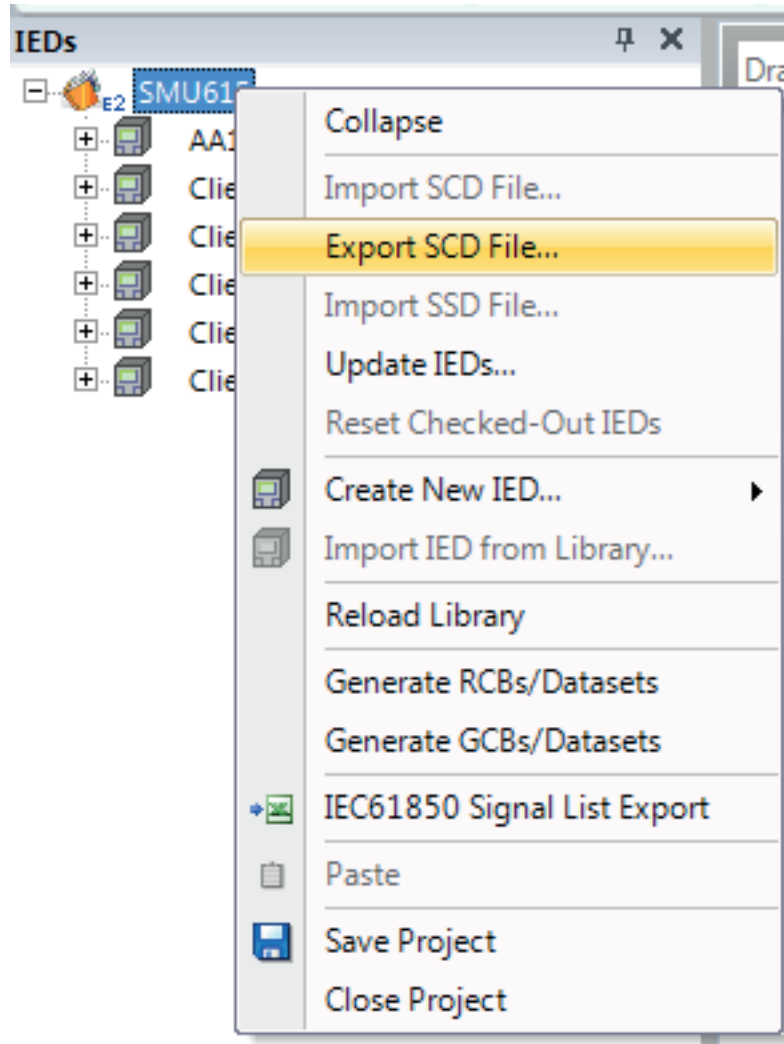 IEDs
Dra
E2 SMU615
AA1
Clie
Clie
Clie
Clie
Clie
Collapse
Import SCD File...
Export SCD File...
Import SSD File...
Update IEDs...
Reset Checked-Out IEDs
Create New IED...
Import IED from Library...
Reload Library
Generate RCBs/Datasets
Generate GCBs/Datasets
IEC61850 Signal List Export
Paste
Save Project
Close Project